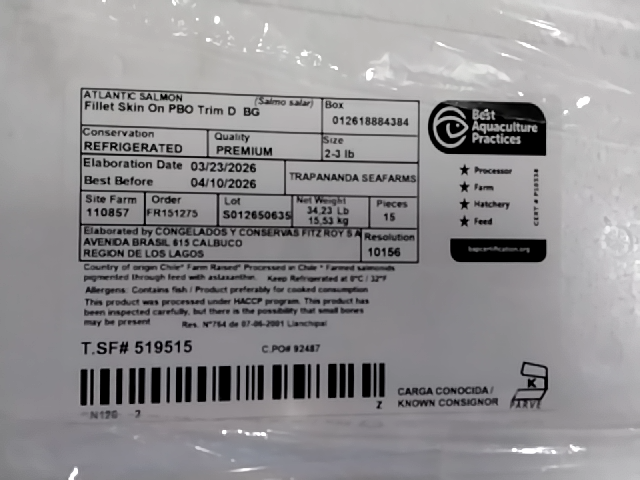 ATLANTIC SALMON (Salmo salar)
Fillet Skin On PBO Trim D BG
Box
012618884384
Conservation
REFRIGERATED
Quality
PREMIUM
Size
2-3 lb
Elaboration Date 03/23/2026
Best Before 04/10/2026
TRAPANANDA SEAFARMS
Site Farm
110857
Order
FR151275
Lot
S012650635
Net Weight
34,23 Lb
15,53 kg
Pieces
15
Elaborated by CONGELADOS Y CONSERVAS FITZ ROY S A
AVENIDA BRASIL 615 CALBUCO
REGION DE LOS LAGOS
Resolution
10156
Country of origin Chile* Farm Raised* Processed in Chile * Farmed salmonids
pigmented through feed with astaxanthin. Keep Refrigerated at 0°C / 32°F
Allergens: Contains fish / Product preferably for cooked consumption
This product was processed under HACCP program. This product has
been inspected carefully, but there is the possibility that small bones
may be present Res. N°764 de 07-06-2001 Llanchipal
T.SF# 519515
C.PO# 92487
Z
CARGA CONOCIDA /
KNOWN CONSIGNOR
K
PARVE
Best
Aquaculture
Practices
Processor
Farm
Hatchery
Feed
bapcertification.org